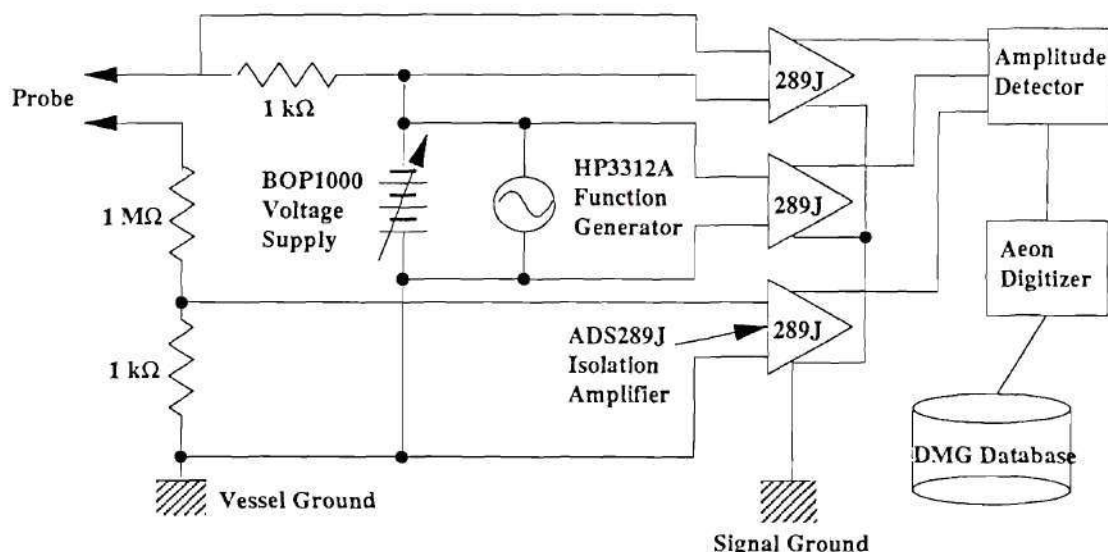 289J
Amplitude
Detector
Probe
1 kΩ
BOP1000
Voltage
Supply
HP3312A
Function
Generator
289J
1 MΩ
Aeon
Digitizer
289J
ADS289J
Isolation
Amplifier
1 kΩ
DMG Database
Vessel Ground
Signal Ground